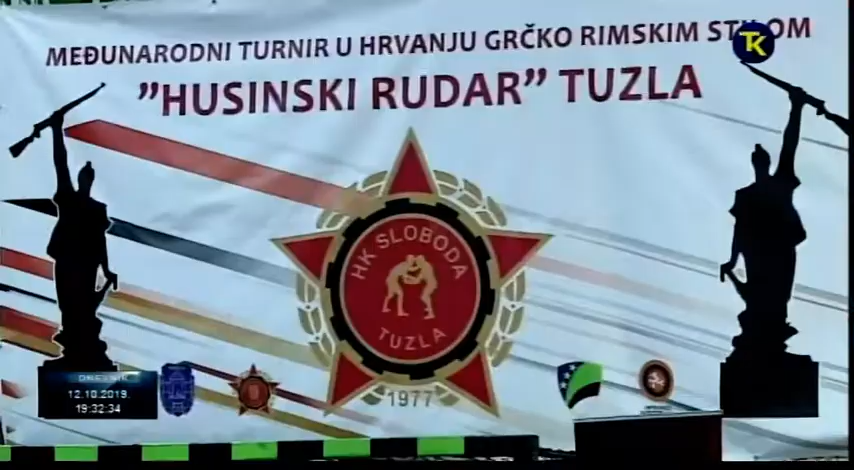 MEĐUNARODNI TURNIR U HRVANJU GRČKO RIMSKIM STILOM
TK
"HUSINSKI RUDAR" TUZLA
HK SLOBODA
TUZLA
1977
DNEVNIK
12.10.2019.
19:32:34